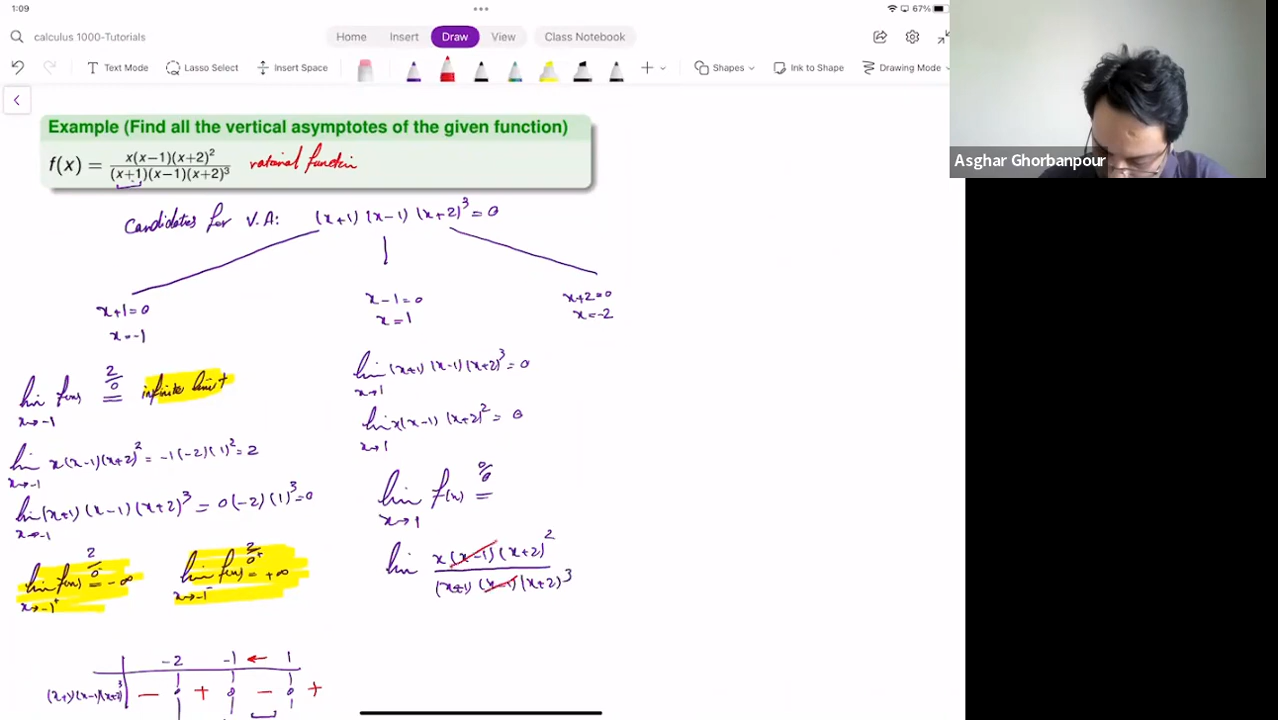 1:09
67%
calculus 1000-Tutorials
Home Insert Draw View Class Notebook
Text Mode Lasso Select Insert Space Shapes Ink to Shape Drawing Mode
Asghar Ghorbanpour
Example (Find all the vertical asymptotes of the given function)
f(x) = x(x−1)(x+2)² / (x+1)(x−1)(x+2)³ rational function
Candidates for V.A: (x+1) (x-1) (x+2)³ = 0
x+1=0 x-1=0 x+2=0
x=-1 x=1 x=-2
lim x→-1 f(x) = 2/0 infinite limit
lim x→-1 x(x-1)(x+2)² = -1(-2)(1)² = 2
lim x→-1 (x+1)(x-1)(x+2)³ = 0(-2)(1)³ = 0
lim x→-1⁺ f(x) = 2/0⁻ = -∞
lim x→-1⁻ f(x) = 2/0⁺ = +∞
lim x→1 (x+1)(x-1)(x+2)³ = 0
lim x→1 x(x-1)(x+2)² = 0
lim x→1 f(x) = 0/0
lim x(x-1)(x+2)² / (x+1)(x-1)(x+2)³
-2 -1 ← 1
(x+1)(x-1)(x+2)³ − 0 + 0 − 0 +